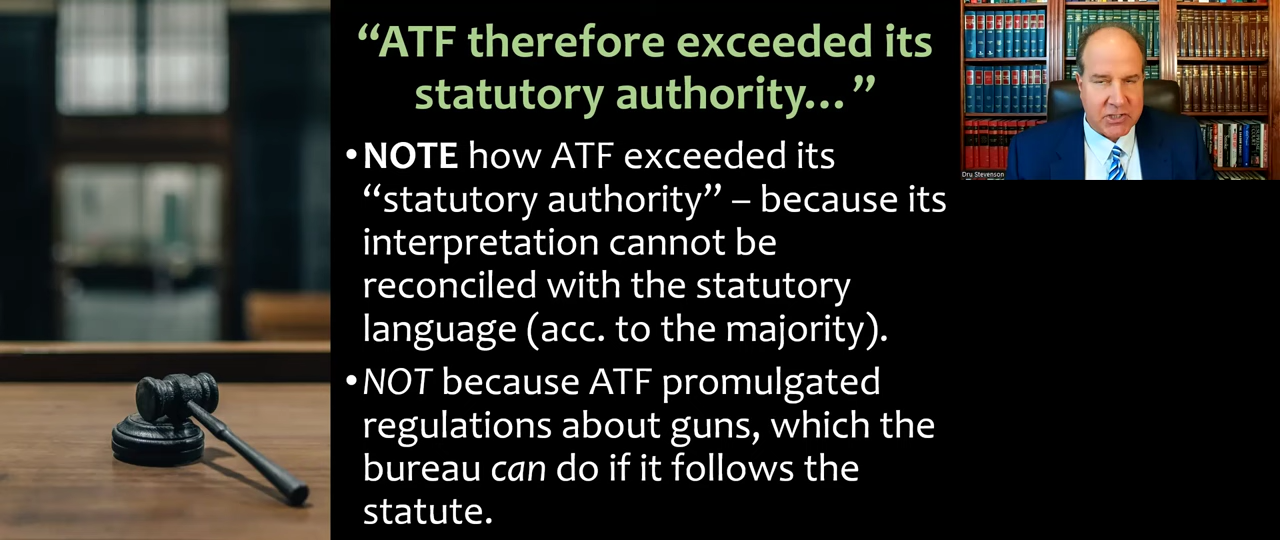 “ATF therefore exceeded its
statutory authority…”
•NOTE how ATF exceeded its
“statutory authority” – because its
interpretation cannot be
reconciled with the statutory
language (acc. to the majority).
•NOT because ATF promulgated
regulations about guns, which the
bureau can do if it follows the
statute.
Dru Stevenson